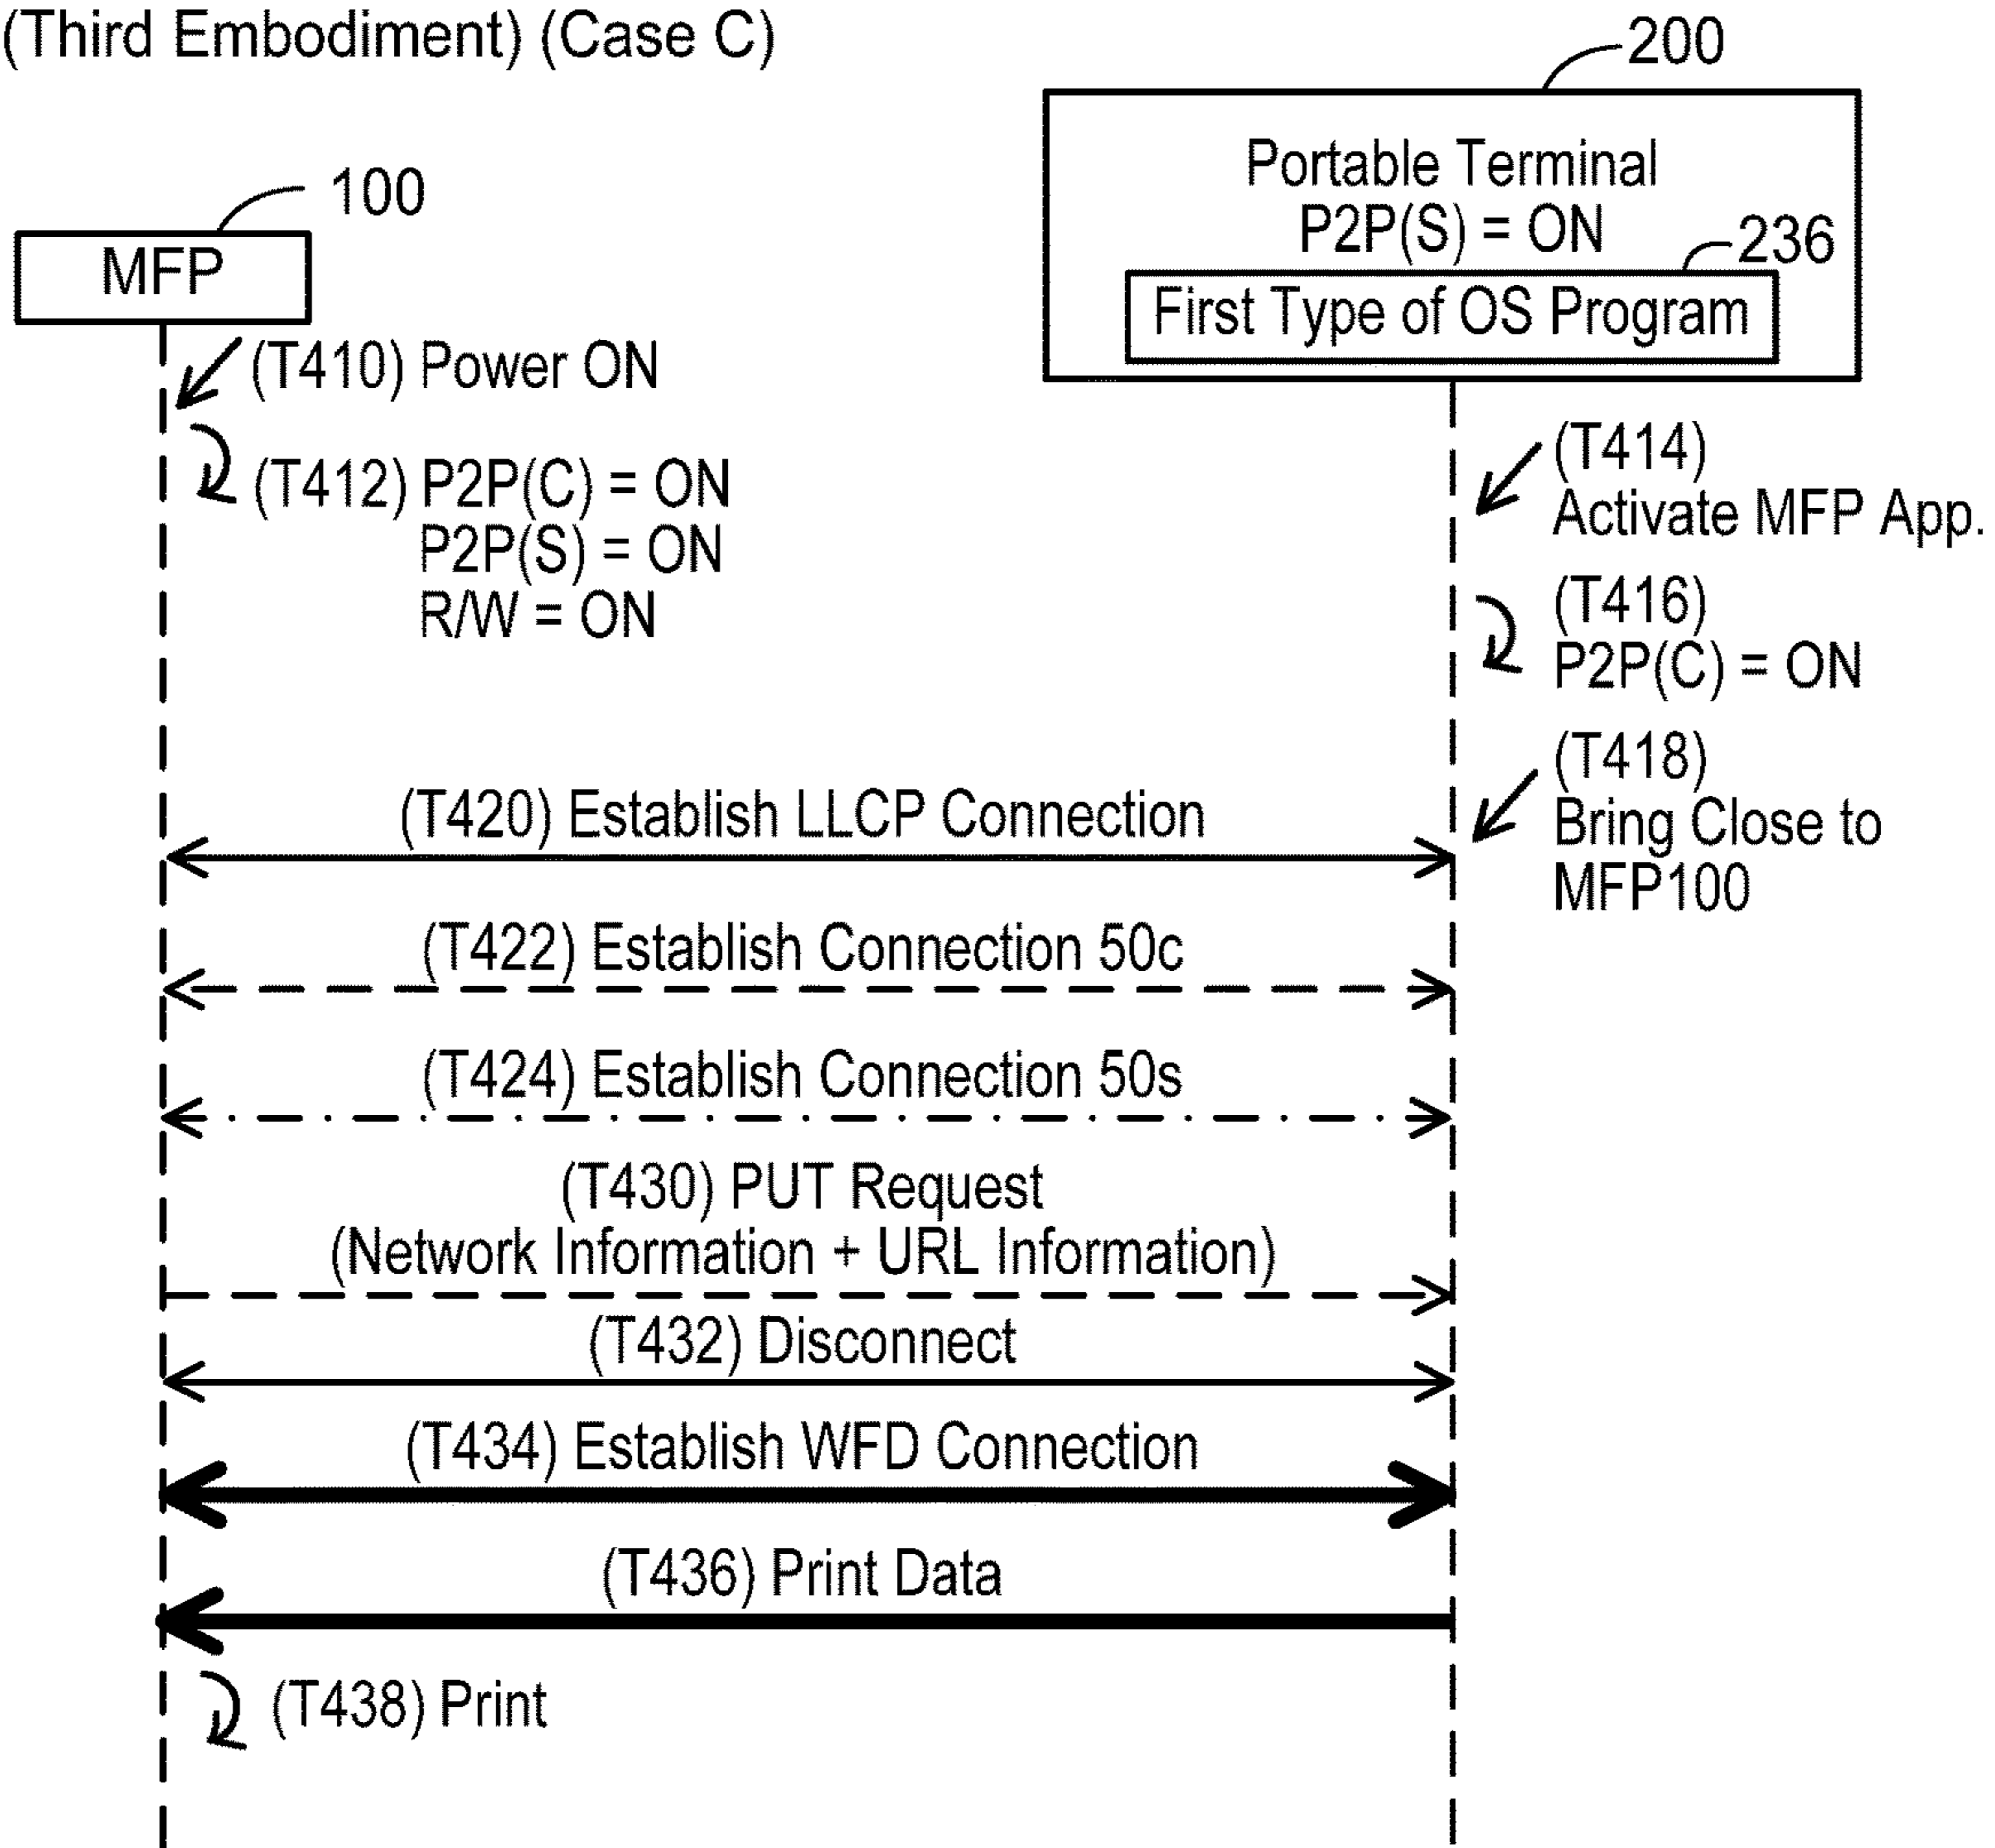 (Third Embodiment) (Case C)
200
Portable Terminal
P2P(S) = ON
236
First Type of OS Program
100
MFP
(T410) Power ON
(T412) P2P(C) = ON
P2P(S) = ON
R/W = ON
(T414)
Activate MFP App.
(T416)
P2P(C) = ON
(T418)
Bring Close to
MFP100
(T420) Establish LLCP Connection
(T422) Establish Connection 50c
(T424) Establish Connection 50s
(T430) PUT Request
(Network Information + URL Information)
(T432) Disconnect
(T434) Establish WFD Connection
(T436) Print Data
(T438) Print